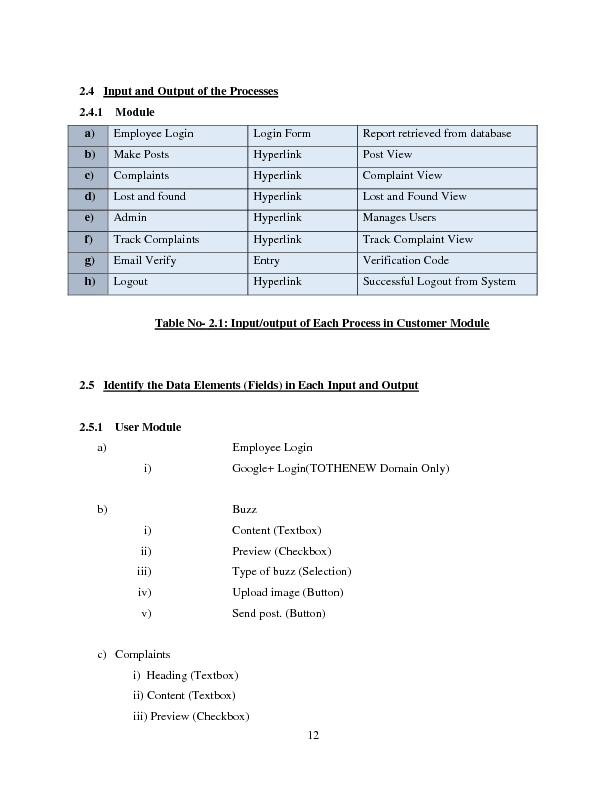 2.4 Input and Output of the Processes
2.4.1 Module
a) Employee Login Login Form Report retrieved from database
b) Make Posts Hyperlink Post View
c) Complaints Hyperlink Complaint View
d) Lost and found Hyperlink Lost and Found View
e) Admin Hyperlink Manages Users
f) Track Complaints Hyperlink Track Complaint View
g) Email Verify Entry Verification Code
h) Logout Hyperlink Successful Logout from System
Table No- 2.1: Input/output of Each Process in Customer Module
2.5 Identify the Data Elements (Fields) in Each Input and Output
2.5.1 User Module
a) Employee Login
i) Google+ Login(TOTHENEW Domain Only)
b) Buzz
i) Content (Textbox)
ii) Preview (Checkbox)
iii) Type of buzz (Selection)
iv) Upload image (Button)
v) Send post. (Button)
c) Complaints
i) Heading (Textbox)
ii) Content (Textbox)
iii) Preview (Checkbox)
12